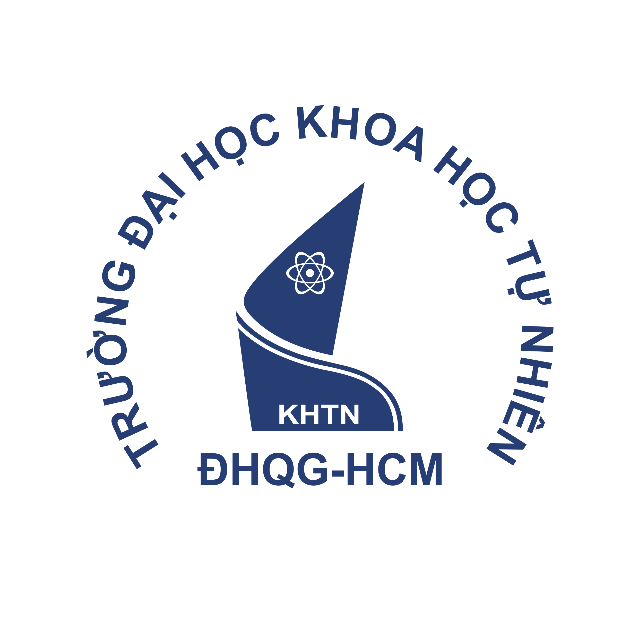 TRƯỜNG ĐẠI HỌC KHOA HỌC TỰ NHIÊN
KHTN
ĐHQG-HCM